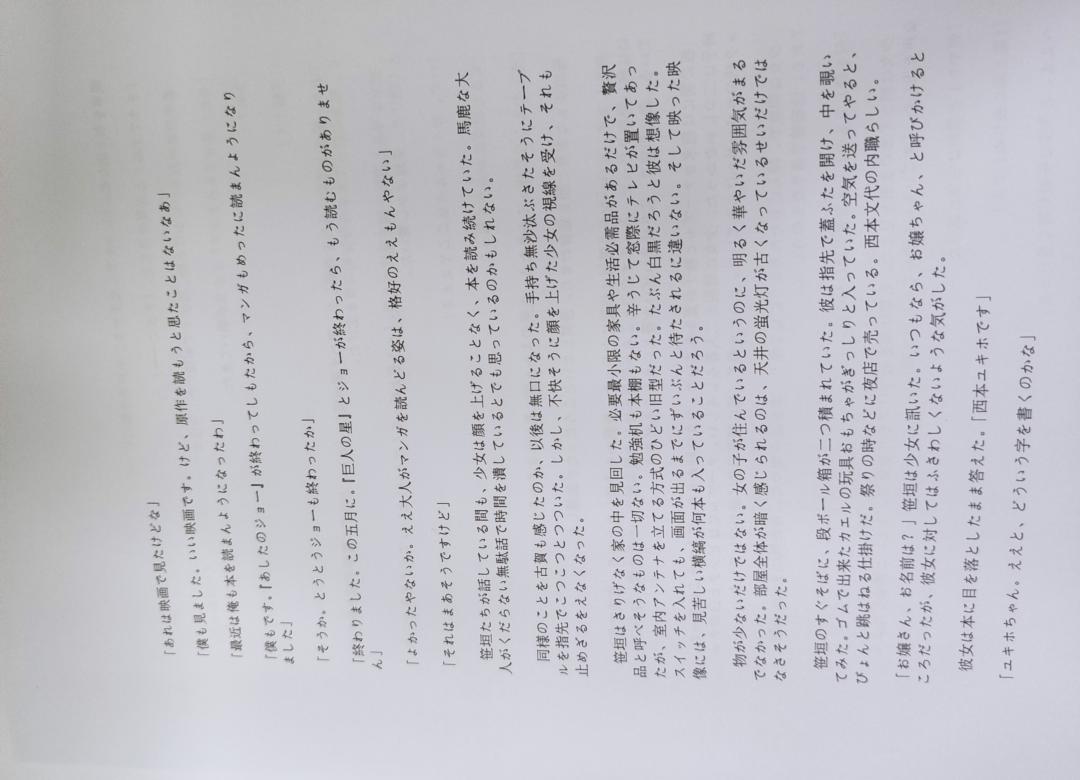 「あれは映画で見たけどな」
「僕も見ました。いい映画です。けど、原作を読もうと思たことはないなあ」
「最近は俺も本を読まんようになったわ」
「僕もです。『あしたのジョー』が終わってしもたから、マンガもめったに読まんようになり
ました」
「そうか。とうとうジョーも終わったか」
「終わりました。この五月に。『巨人の星』とジョーが終わったら、もう読むものがありませ
ん」
「よかったやないか。ええ大人がマンガを読んどる姿は、格好のええもんやない」
「それはまあそうですけど」
笹垣たちが話している間も、少女は顔を上げることなく、本を読み続けていた。馬鹿な大
人がくだらない無駄話で時間を潰しているとでも思っているのかもしれない。
同様のことを古賀も感じたのか、以後は無口になった。手持ち無沙汰ぶさたそうにテーブ
ルを指先でこつこつとつついた。しかし、不快そうに顔を上げた少女の視線を受け、それも
止めざるをえなくなった。
笹垣はさりげなく家の中を見回した。必要最小限の家具や生活必需品があるだけで、贅沢
品と呼べそうなものは一切ない。勉強机も本棚もない。辛うじて窓際にテレビが置いてあっ
たが、室内アンテナを立てる方式のひどい旧型だった。たぶん白黒だろうと彼は想像した。
スイッチを入れても、画面が出るまでにずいぶんと待たされるに違いない。そして映った映
像には、見苦しい横縞が何本も入っていることだろう。
物が少ないだけではない。女の子が住んでいるというのに、明るく華やいだ雰囲気がまる
でなかった。部屋全体が暗く感じられるのは、天井の蛍光灯が古くなっているせいだけでは
なさそうだった。
笹垣のすぐそばに、段ボール箱が二つ積まれていた。彼は指先で蓋ふたを開け、中を覗い
てみた。ゴムで出来たカエルの玩具おもちゃがぎっしりと入っていた。空気を送ってやると、
ぴょんと跳はねる仕掛けだ。祭りの時などに夜店で売っている。西本文代の内職らしい。
「お嬢さん、お名前は？」笹垣は少女に訊いた。いつもなら、お嬢ちゃん、と呼びかけると
ころだったが、彼女に対してはふさわしくないような気がした。
彼女は本に目を落としたまま答えた。「西本ユキホです」
「ユキホちゃん。ええと、どういう字を書くのかな」